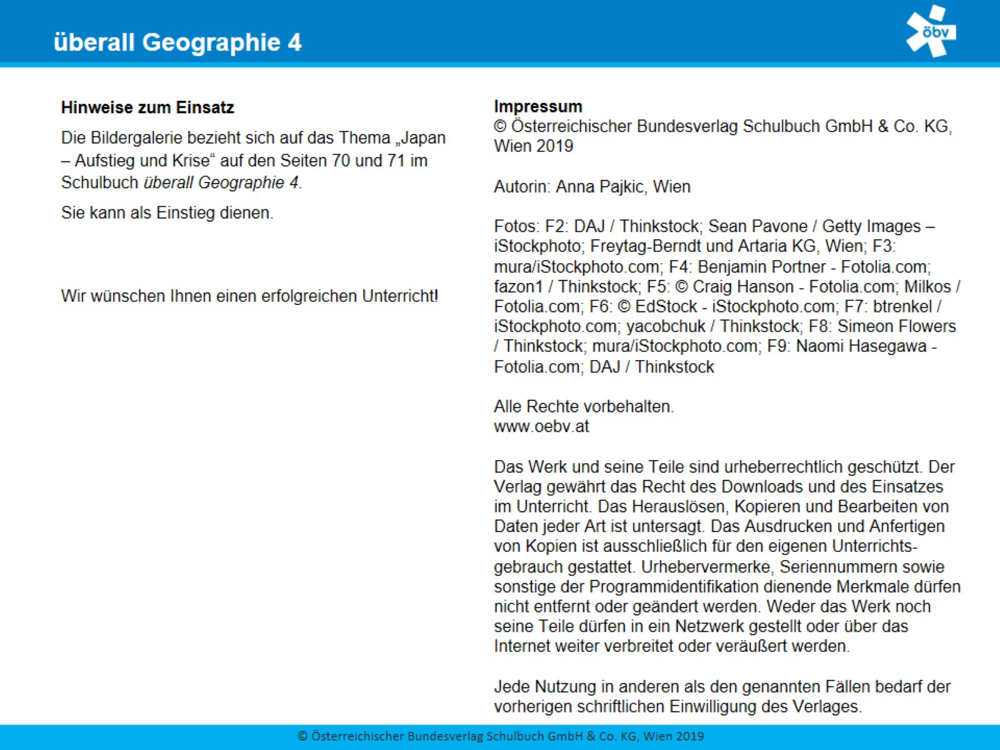 überall Geographie 4
öbv
Hinweise zum Einsatz
Die Bildergalerie bezieht sich auf das Thema „Japan
– Aufstieg und Krise“ auf den Seiten 70 und 71 im
Schulbuch überall Geographie 4.
Sie kann als Einstieg dienen.
Wir wünschen Ihnen einen erfolgreichen Unterricht!
Impressum
© Österreichischer Bundesverlag Schulbuch GmbH & Co. KG,
Wien 2019
Autorin: Anna Pajkic, Wien
Fotos: F2: DAJ / Thinkstock; Sean Pavone / Getty Images –
iStockphoto; Freytag-Berndt und Artaria KG, Wien; F3:
mura/iStockphoto.com; F4: Benjamin Portner - Fotolia.com;
fazon1 / Thinkstock; F5: © Craig Hanson - Fotolia.com; Milkos /
Fotolia.com; F6: © EdStock - iStockphoto.com; F7: btrenkel /
iStockphoto.com; yacobchuk / Thinkstock; F8: Simeon Flowers
/ Thinkstock; mura/iStockphoto.com; F9: Naomi Hasegawa -
Fotolia.com; DAJ / Thinkstock
Alle Rechte vorbehalten.
www.oebv.at
Das Werk und seine Teile sind urheberrechtlich geschützt. Der
Verlag gewährt das Recht des Downloads und des Einsatzes
im Unterricht. Das Herauslösen, Kopieren und Bearbeiten von
Daten jeder Art ist untersagt. Das Ausdrucken und Anfertigen
von Kopien ist ausschließlich für den eigenen Unterrichts-
gebrauch gestattet. Urhebervermerke, Seriennummern sowie
sonstige der Programmidentifikation dienende Merkmale dürfen
nicht entfernt oder geändert werden. Weder das Werk noch
seine Teile dürfen in ein Netzwerk gestellt oder über das
Internet weiter verbreitet oder veräußert werden.
Jede Nutzung in anderen als den genannten Fällen bedarf der
vorherigen schriftlichen Einwilligung des Verlages.
© Österreichischer Bundesverlag Schulbuch GmbH & Co. KG, Wien 2019